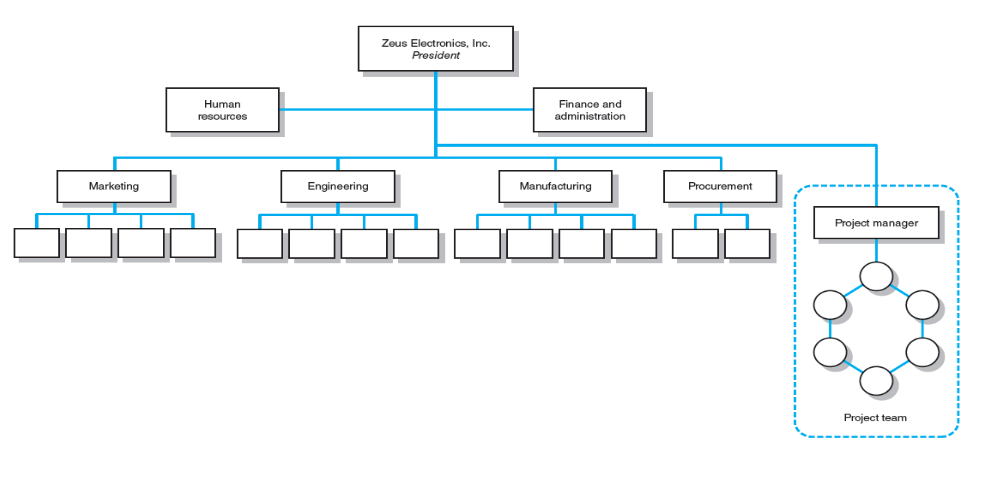 Zeus Electronics, Inc.
President
Human
resources
Finance and
administration
Marketing
Engineering
Manufacturing
Procurement
Project manager
Project team